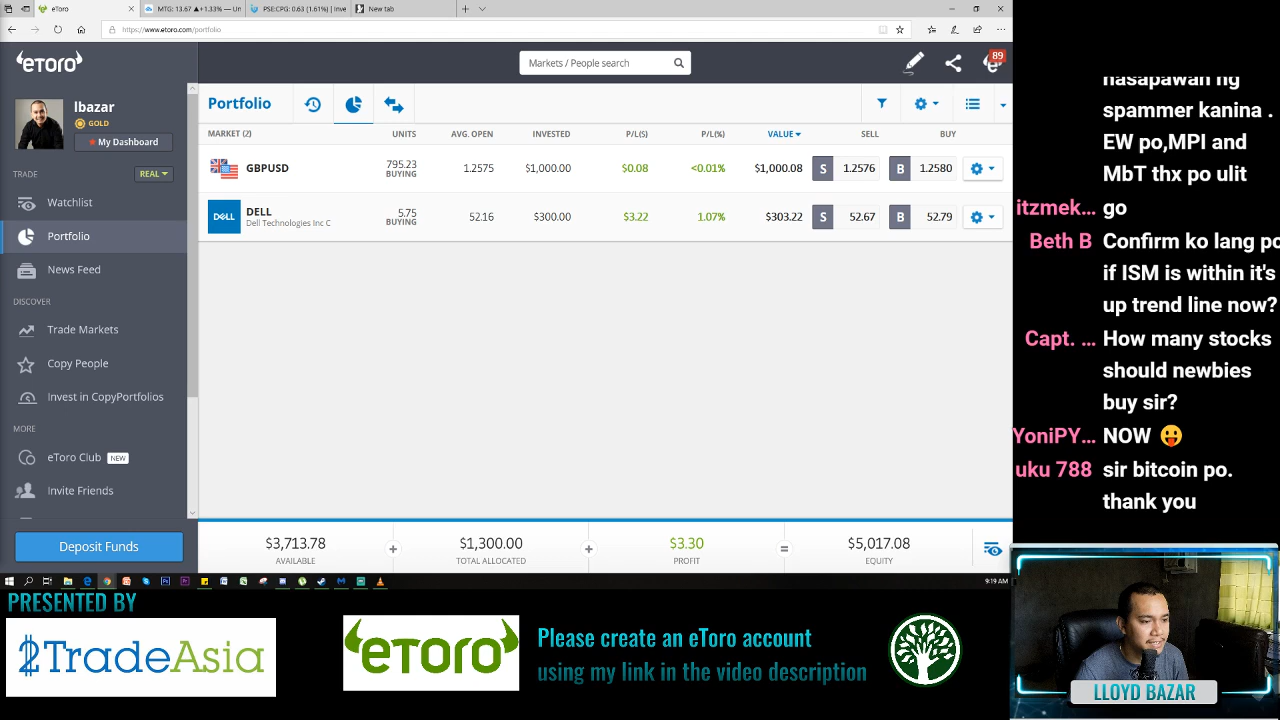 eToro
MTG: 13.67 ▲+1.33% — Un
PSE:CPG: 0.63 (1.61%) | Inve
New tab
https://www.etoro.com/portfolio
eToro
Markets / People search
89
lbazar
GOLD
My Dashboard
TRADE
REAL
Watchlist
Portfolio
News Feed
DISCOVER
Trade Markets
Copy People
Invest in CopyPortfolios
MORE
eToro Club NEW
Invite Friends
Deposit Funds
Portfolio
MARKET (2) UNITS AVG. OPEN INVESTED P/L($) P/L(%) VALUE SELL BUY
GBPUSD 795.23 BUYING 1.2575 $1,000.00 $0.08 <0.01% $1,000.08 S 1.2576 B 1.2580
DELL
Dell Technologies Inc C
5.75 BUYING 52.16 $300.00 $3.22 1.07% $303.22 S 52.67 B 52.79
$3,713.78 + $1,300.00 + $3.30 = $5,017.08
AVAILABLE TOTAL ALLOCATED PROFIT EQUITY
9:19 AM
nasapawan ng
spammer kanina .
EW po,MPI and
MbT thx po ulit
itzmek... go
Beth B Confirm ko lang po
if ISM is within it's
up trend line now?
Capt. ... How many stocks
should newbies
buy sir?
YoniPY... NOW 😛
uku 788 sir bitcoin po.
thank you
PRESENTED BY
2TradeAsia
eToro
Please create an eToro account
using my link in the video description
LLOYD BAZAR